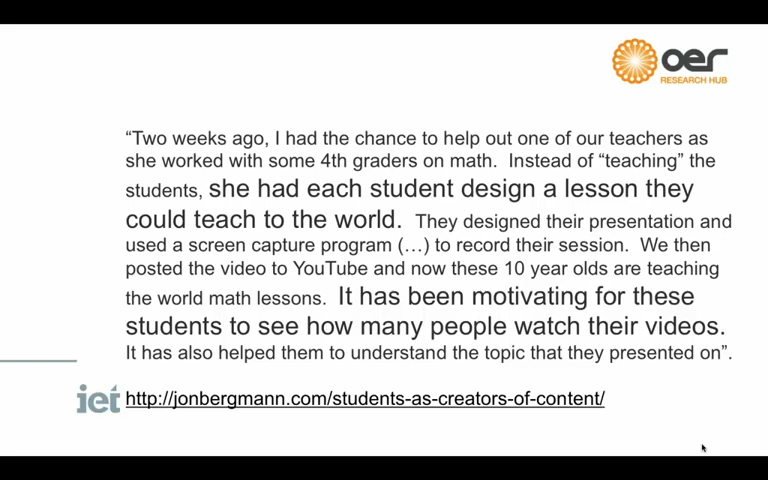 oer
RESEARCH HUB
“Two weeks ago, I had the chance to help out one of our teachers as
she worked with some 4th graders on math.  Instead of “teaching” the
students, she had each student design a lesson they
could teach to the world.  They designed their presentation and
used a screen capture program (…) to record their session.  We then
posted the video to YouTube and now these 10 year olds are teaching
the world math lessons.  It has been motivating for these
students to see how many people watch their videos.
It has also helped them to understand the topic that they presented on”.
iet http://jonbergmann.com/students-as-creators-of-content/